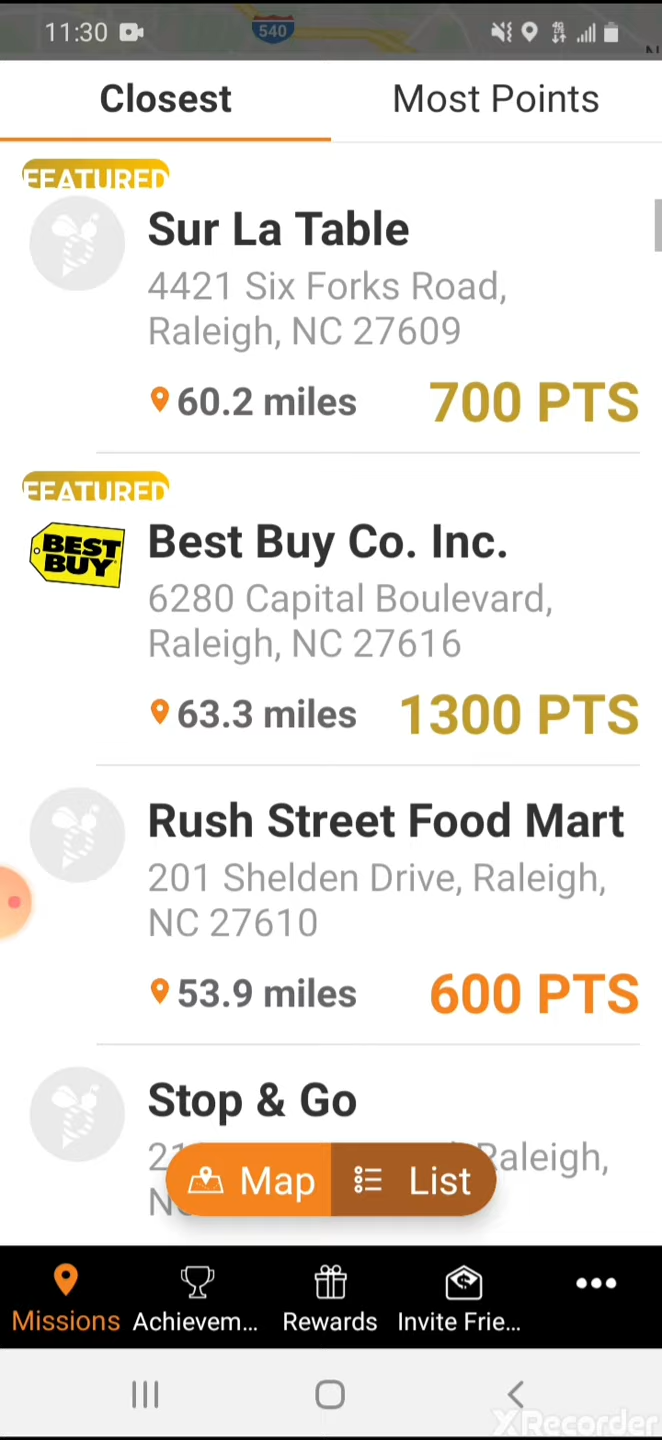 11:30
540
4G
Closest
Most Points
FEATURED
Sur La Table
4421 Six Forks Road,
Raleigh, NC 27609
60.2 miles
700 PTS
FEATURED
BEST
BUY
Best Buy Co. Inc.
6280 Capital Boulevard,
Raleigh, NC 27616
63.3 miles
1300 PTS
Rush Street Food Mart
201 Shelden Drive, Raleigh,
NC 27610
53.9 miles
600 PTS
Stop & Go
Raleigh,
Map
List
Missions
Achievem...
Rewards
Invite Frie...
XRecorder